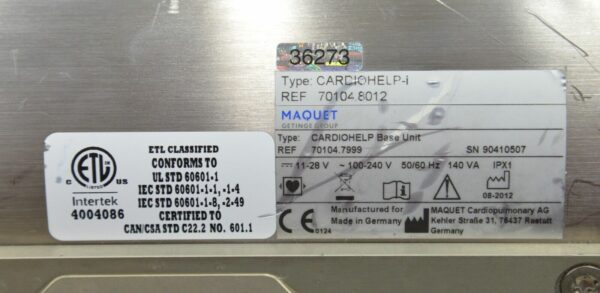 36273
Type: CARDIOHELP-i
REF 70104.8012
MAQUET
GETINGE GROUP
Type: CARDIOHELP Base Unit
REF 70104.7999 SN 90410507
11-28 V ~ 100-240 V 50/60 Hz 140 VA IPX1
08-2012
CE 0124
Manufactured for
Made in Germany
MAQUET Cardiopulmonary AG
Kehler Straße 31, 76437 Rastatt
Germany
ETL CLASSIFIED
ETL
C US
LISTED
Intertek
4004086
CONFORMS TO
UL STD 60601-1
IEC STD 60601-1-1, -1-4
IEC STD 60601-1-8, -2-49
CERTIFIED TO
CAN/CSA STD C22.2 NO. 601.1